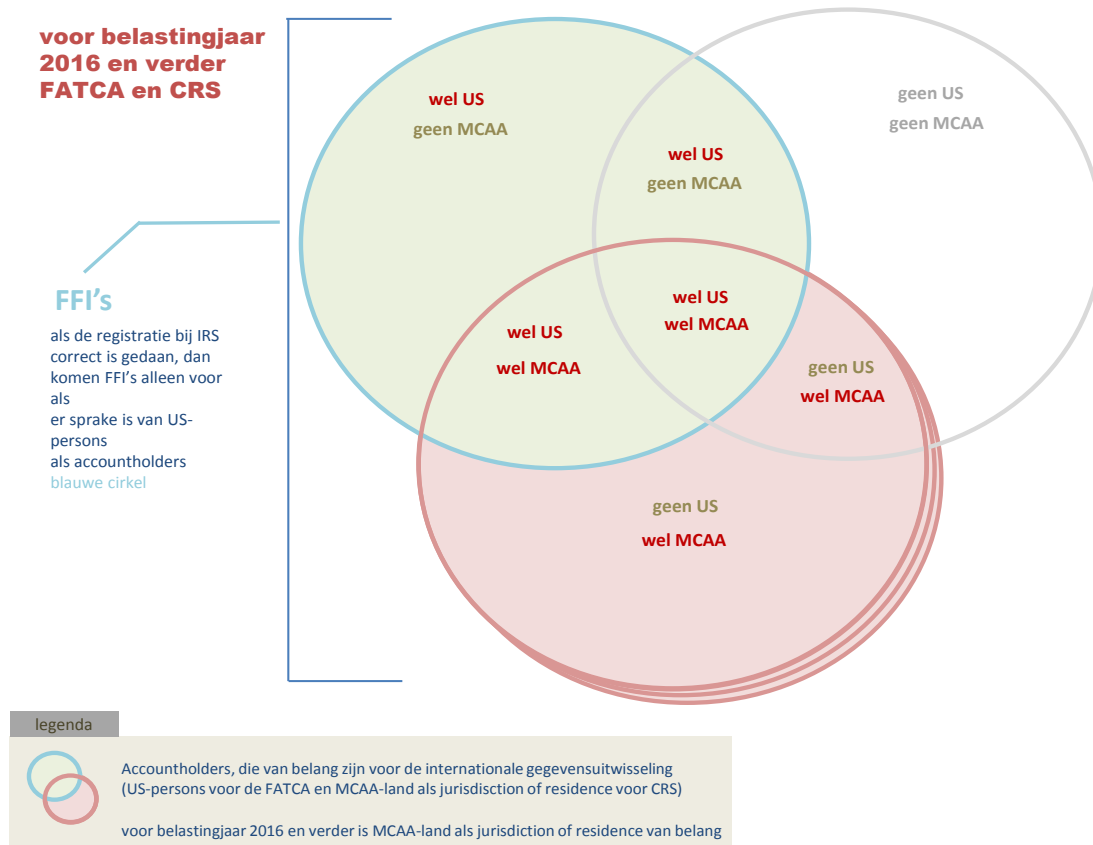 voor belastingjaar
2016 en verder
FATCA en CRS
wel US
geen MCAA
geen US
geen MCAA
wel US
geen MCAA
wel US
wel MCAA
wel US
wel MCAA
geen US
wel MCAA
geen US
wel MCAA
FFI's
als de registratie bij IRS
correct is gedaan, dan
komen FFI's alleen voor
als
er sprake is van US-
persons
als accountholders
blauwe cirkel
legenda
Accountholders, die van belang zijn voor de internationale gegevensuitwisseling
(US-persons voor de FATCA en MCAA-land als jurisdisction of residence voor CRS)
voor belastingjaar 2016 en verder is MCAA-land als jurisdiction of residence van belang